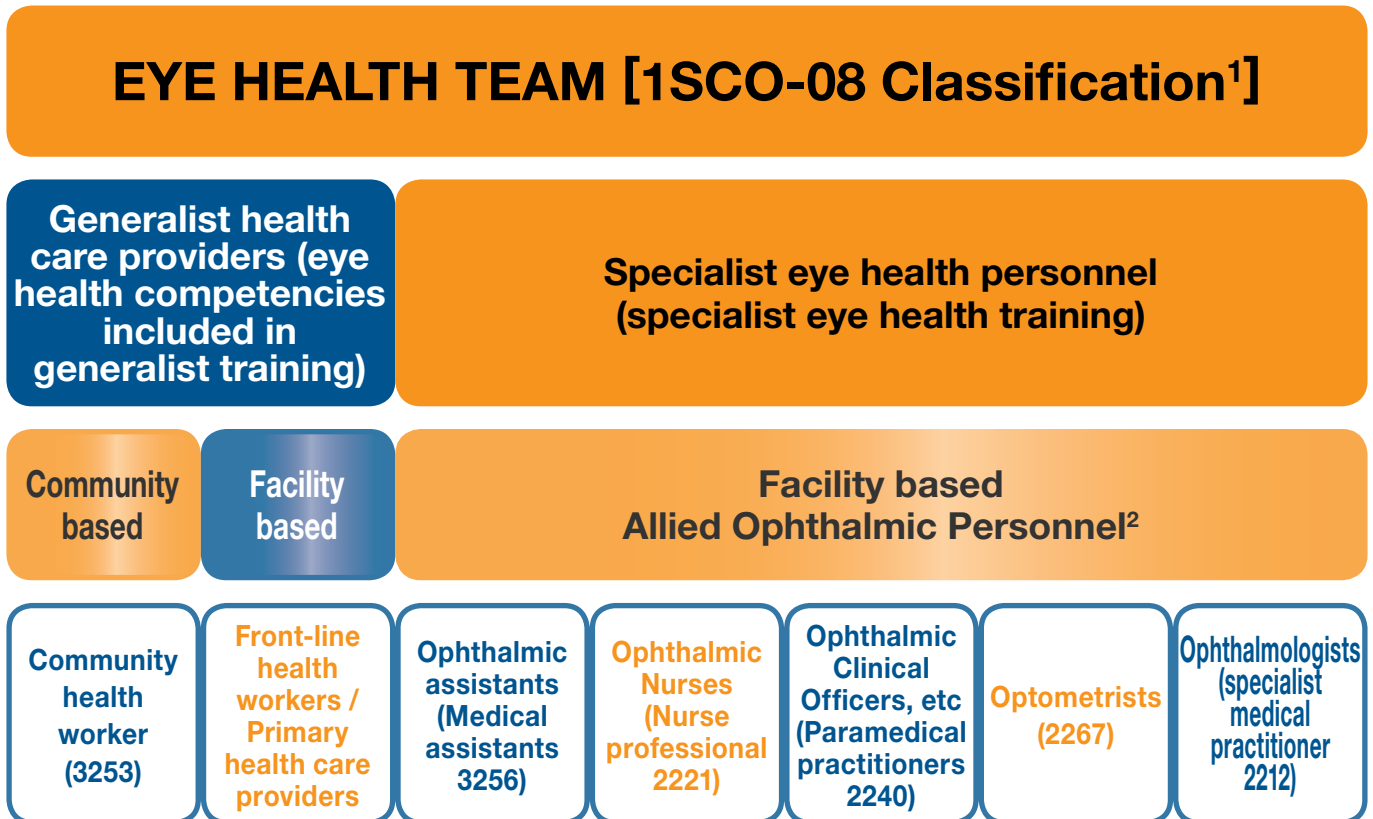 EYE HEALTH TEAM [1SCO-08 Classification¹]
Generalist health
care providers (eye
health competencies
included in
generalist training)
Specialist eye health personnel
(specialist eye health training)
Community
based
Facility
based
Facility based
Allied Ophthalmic Personnel²
Community
health
worker
(3253)
Front-line
health
workers /
Primary
health care
providers
Ophthalmic
assistants
(Medical
assistants
3256)
Ophthalmic
Nurses
(Nurse
professional
2221)
Ophthalmic
Clinical
Officers, etc
(Paramedical
practitioners
2240)
Optometrists
(2267)
Ophthalmologists
(specialist
medical
practitioner
2212)